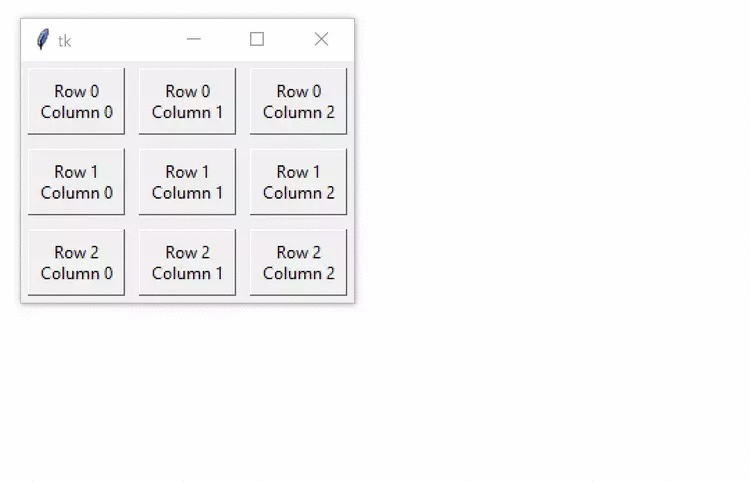 tk
Row 0 Row 0 Row 0
Column 0 Column 1 Column 2
Row 1 Row 1 Row 1
Column 0 Column 1 Column 2
Row 2 Row 2 Row 2
Column 0 Column 1 Column 2